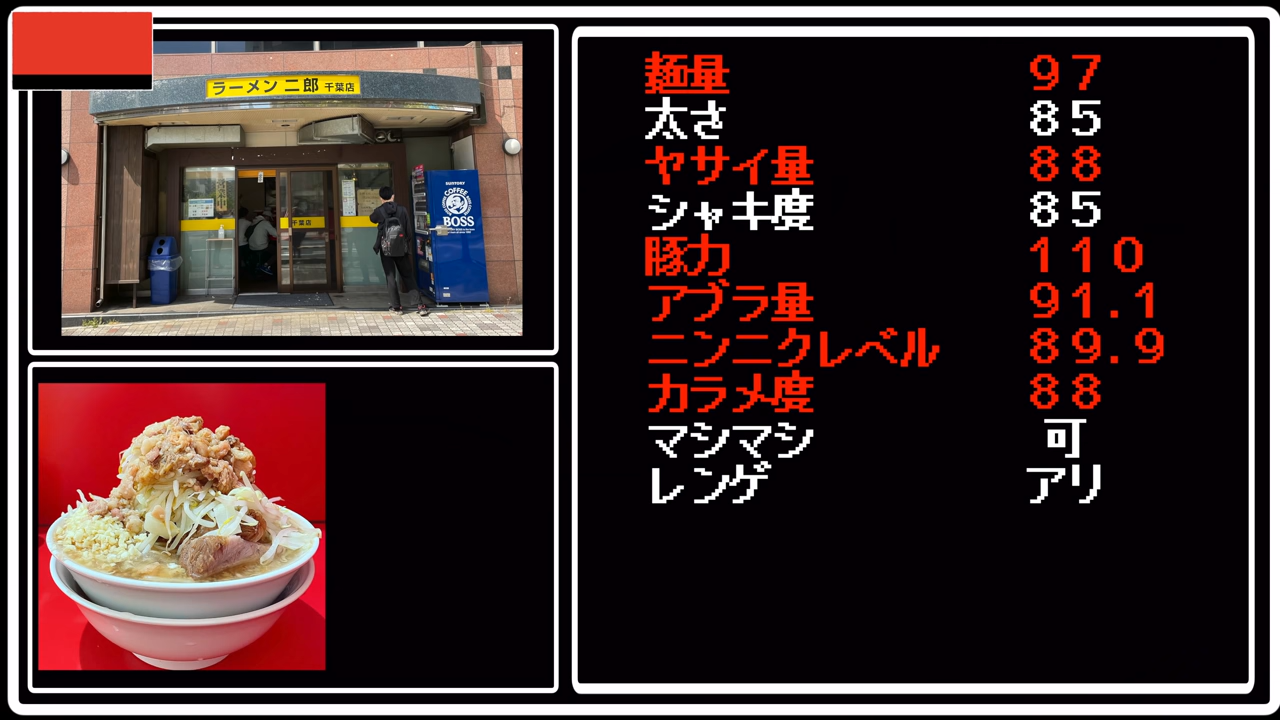 ラーメン 二郎 千葉店
千葉店
SUNTORY
COFFEE
BOSS
麺量 97
太さ 85
ヤサイ量 88
シャキ度 85
豚力 110
アブラ量 91.1
ニンニクレベル 89.9
カラメ度 88
マシマシ 可
レンゲ アリ